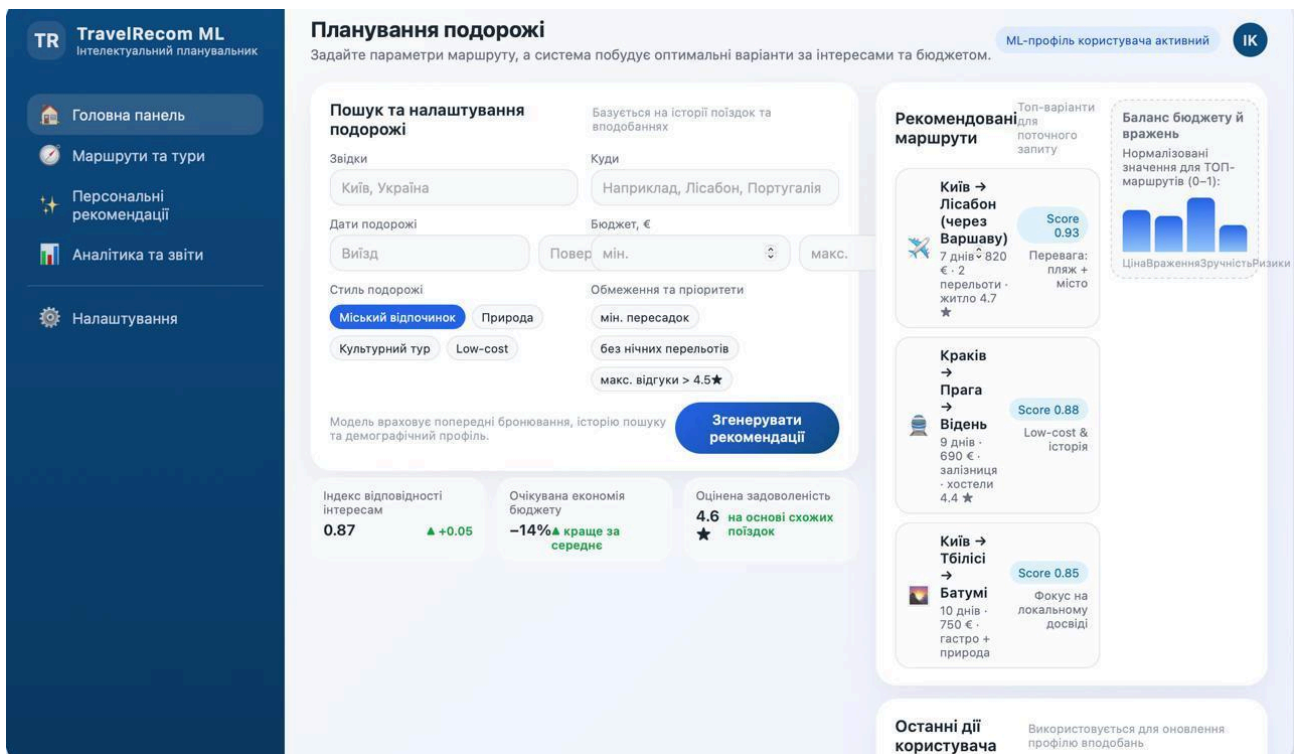 TR
TravelRecom ML
Інтелектуальний планувальник
Головна панель
Маршрути та тури
Персональні
рекомендації
Аналітика та звіти
Налаштування
Планування подорожі
Задайте параметри маршруту, а система побудує оптимальні варіанти за інтересами та бюджетом.
ML-профіль користувача активний
ІК
Пошук та налаштування
подорожі
Базується на історії поїздок та
вподобаннях
Звідки
Київ, Україна
Куди
Наприклад, Лісабон, Португалія
Дати подорожі
Виїзд
Повер
Бюджет, €
мін.
макс.
Стиль подорожі
Міський відпочинок
Природа
Культурний тур
Low-cost
Обмеження та пріоритети
мін. пересадок
без нічних перельотів
макс. відгуки > 4.5★
Модель враховує попередні бронювання, історію пошуку
та демографічний профіль.
Згенерувати
рекомендації
Індекс відповідності
інтересам
0.87
▲ +0.05
Очікувана економія
бюджету
−14%▲ краще за
середнє
Оцінена задоволеність
4.6 на основі схожих
★ поїздок
Рекомендовані
маршрути
Топ-варіанти
для
поточного
запиту
Київ →
Лісабон
(через
Варшаву)
7 днів · 820
€ · 2
перельоти ·
житло 4.7
★
Score
0.93
Перевага:
пляж +
місто
Краків
→
Прага
→
Відень
9 днів ·
690 € ·
залізниця
· хостели
4.4 ★
Score 0.88
Low-cost &
історія
Київ →
Тбілісі
→
Батумі
10 днів ·
750 € ·
гастро +
природа
Score 0.85
Фокус на
локальному
досвіді
Баланс бюджету й
вражень
Нормалізовані
значення для ТОП-
маршрутів (0–1):
ЦінаВраженняЗручністьРизики
Останні дії
користувача
Використовується для оновлення
профілю вподобань